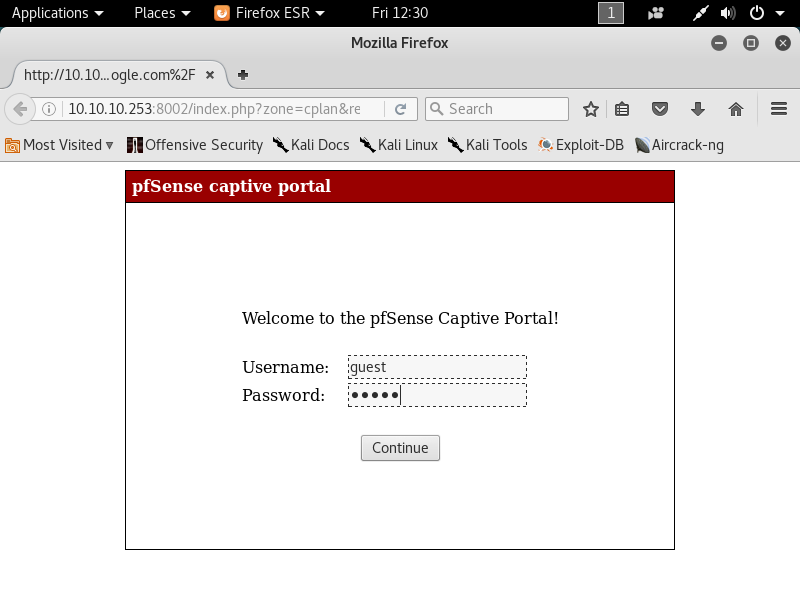 Applications Places Firefox ESR Fri 12:30 1
Mozilla Firefox
http://10.10...ogle.com%2F
10.10.10.253:8002/index.php?zone=cplan&re Search
Most Visited Offensive Security Kali Docs Kali Linux Kali Tools Exploit-DB Aircrack-ng
pfSense captive portal
Welcome to the pfSense Captive Portal!
Username: guest
Password: •••••
Continue